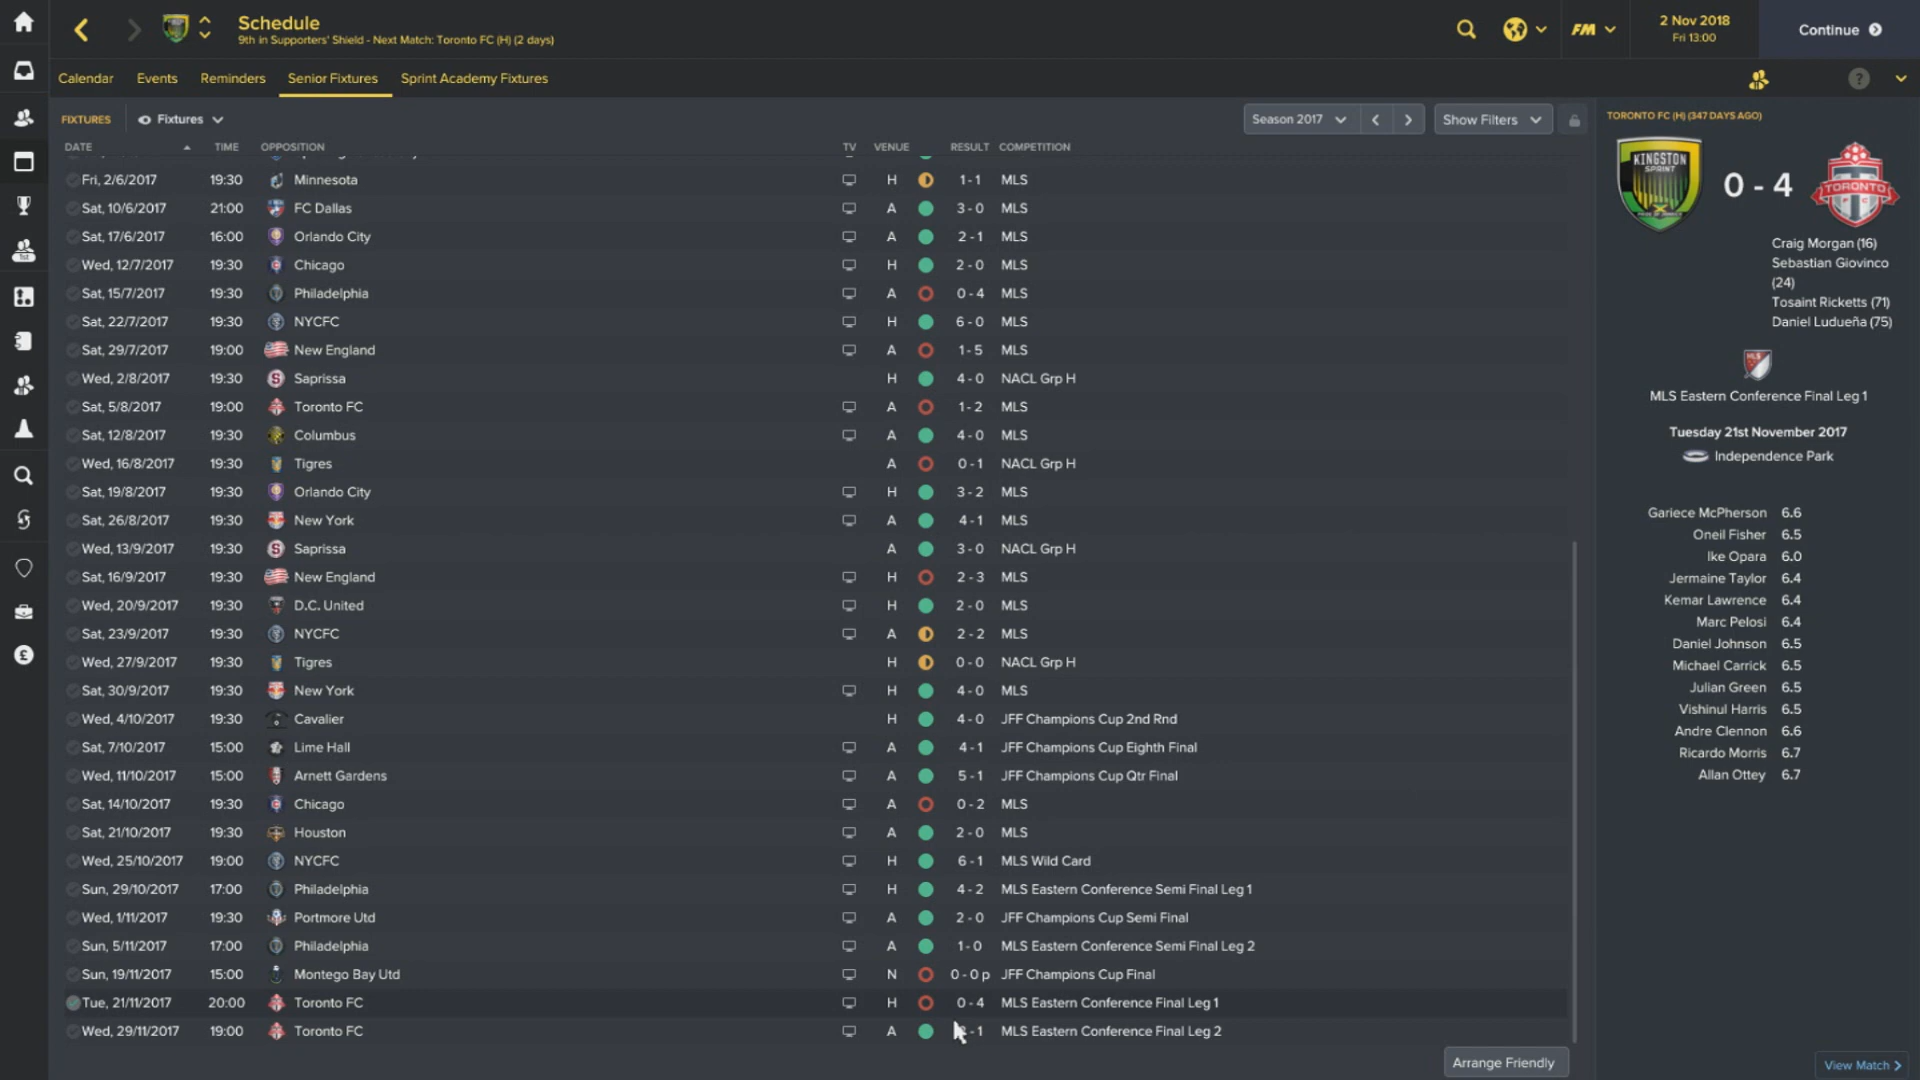 Schedule
9th in Supporters' Shield - Next Match: Toronto FC (H) (2 days)
FM
2 Nov 2018
Fri 13:00
Continue
Calendar Events Reminders Senior Fixtures Sprint Academy Fixtures
FIXTURES Fixtures Season 2017 Show Filters
DATE TIME OPPOSITION TV VENUE RESULT COMPETITION
Fri, 2/6/2017 19:30 Minnesota H 1-1 MLS
Sat, 10/6/2017 21:00 FC Dallas A 3-0 MLS
Sat, 17/6/2017 16:00 Orlando City A 2-1 MLS
Wed, 12/7/2017 19:30 Chicago H 2-0 MLS
Sat, 15/7/2017 19:30 Philadelphia A 0-4 MLS
Sat, 22/7/2017 19:30 NYCFC H 6-0 MLS
Sat, 29/7/2017 19:00 New England A 1-5 MLS
Wed, 2/8/2017 19:30 Saprissa H 4-0 NACL Grp H
Sat, 5/8/2017 19:00 Toronto FC A 1-2 MLS
Sat, 12/8/2017 19:30 Columbus A 4-0 MLS
Wed, 16/8/2017 19:30 Tigres A 0-1 NACL Grp H
Sat, 19/8/2017 19:30 Orlando City H 3-2 MLS
Sat, 26/8/2017 19:30 New York A 4-1 MLS
Wed, 13/9/2017 19:30 Saprissa A 3-0 NACL Grp H
Sat, 16/9/2017 19:30 New England H 2-3 MLS
Wed, 20/9/2017 19:30 D.C. United H 2-0 MLS
Sat, 23/9/2017 19:30 NYCFC A 2-2 MLS
Wed, 27/9/2017 19:30 Tigres H 0-0 NACL Grp H
Sat, 30/9/2017 19:30 New York H 4-0 MLS
Wed, 4/10/2017 19:30 Cavalier H 4-0 JFF Champions Cup 2nd Rnd
Sat, 7/10/2017 15:00 Lime Hall A 4-1 JFF Champions Cup Eighth Final
Wed, 11/10/2017 15:00 Arnett Gardens A 5-1 JFF Champions Cup Qtr Final
Sat, 14/10/2017 19:30 Chicago A 0-2 MLS
Sat, 21/10/2017 19:30 Houston A 2-0 MLS
Wed, 25/10/2017 19:00 NYCFC H 6-1 MLS Wild Card
Sun, 29/10/2017 17:00 Philadelphia H 4-2 MLS Eastern Conference Semi Final Leg 1
Wed, 1/11/2017 19:30 Portmore Utd A 2-0 JFF Champions Cup Semi Final
Sun, 5/11/2017 17:00 Philadelphia A 1-0 MLS Eastern Conference Semi Final Leg 2
Sun, 19/11/2017 15:00 Montego Bay Utd N 0-0 p JFF Champions Cup Final
Tue, 21/11/2017 20:00 Toronto FC H 0-4 MLS Eastern Conference Final Leg 1
Wed, 29/11/2017 19:00 Toronto FC A -1 MLS Eastern Conference Final Leg 2
Arrange Friendly
TORONTO FC (H) (347 DAYS AGO)
KINGSTON
SPRINT
0 - 4
TORONTO
FC
Craig Morgan (16)
Sebastian Giovinco
(24)
Tosaint Ricketts (71)
Daniel Ludueña (75)
MLS
MLS Eastern Conference Final Leg 1
Tuesday 21st November 2017
Independence Park
Gariece McPherson 6.6
Oneil Fisher 6.5
Ike Opara 6.0
Jermaine Taylor 6.4
Kemar Lawrence 6.4
Marc Pelosi 6.4
Daniel Johnson 6.5
Michael Carrick 6.5
Julian Green 6.5
Vishinul Harris 6.5
Andre Clennon 6.6
Ricardo Morris 6.7
Allan Ottey 6.7
View Match